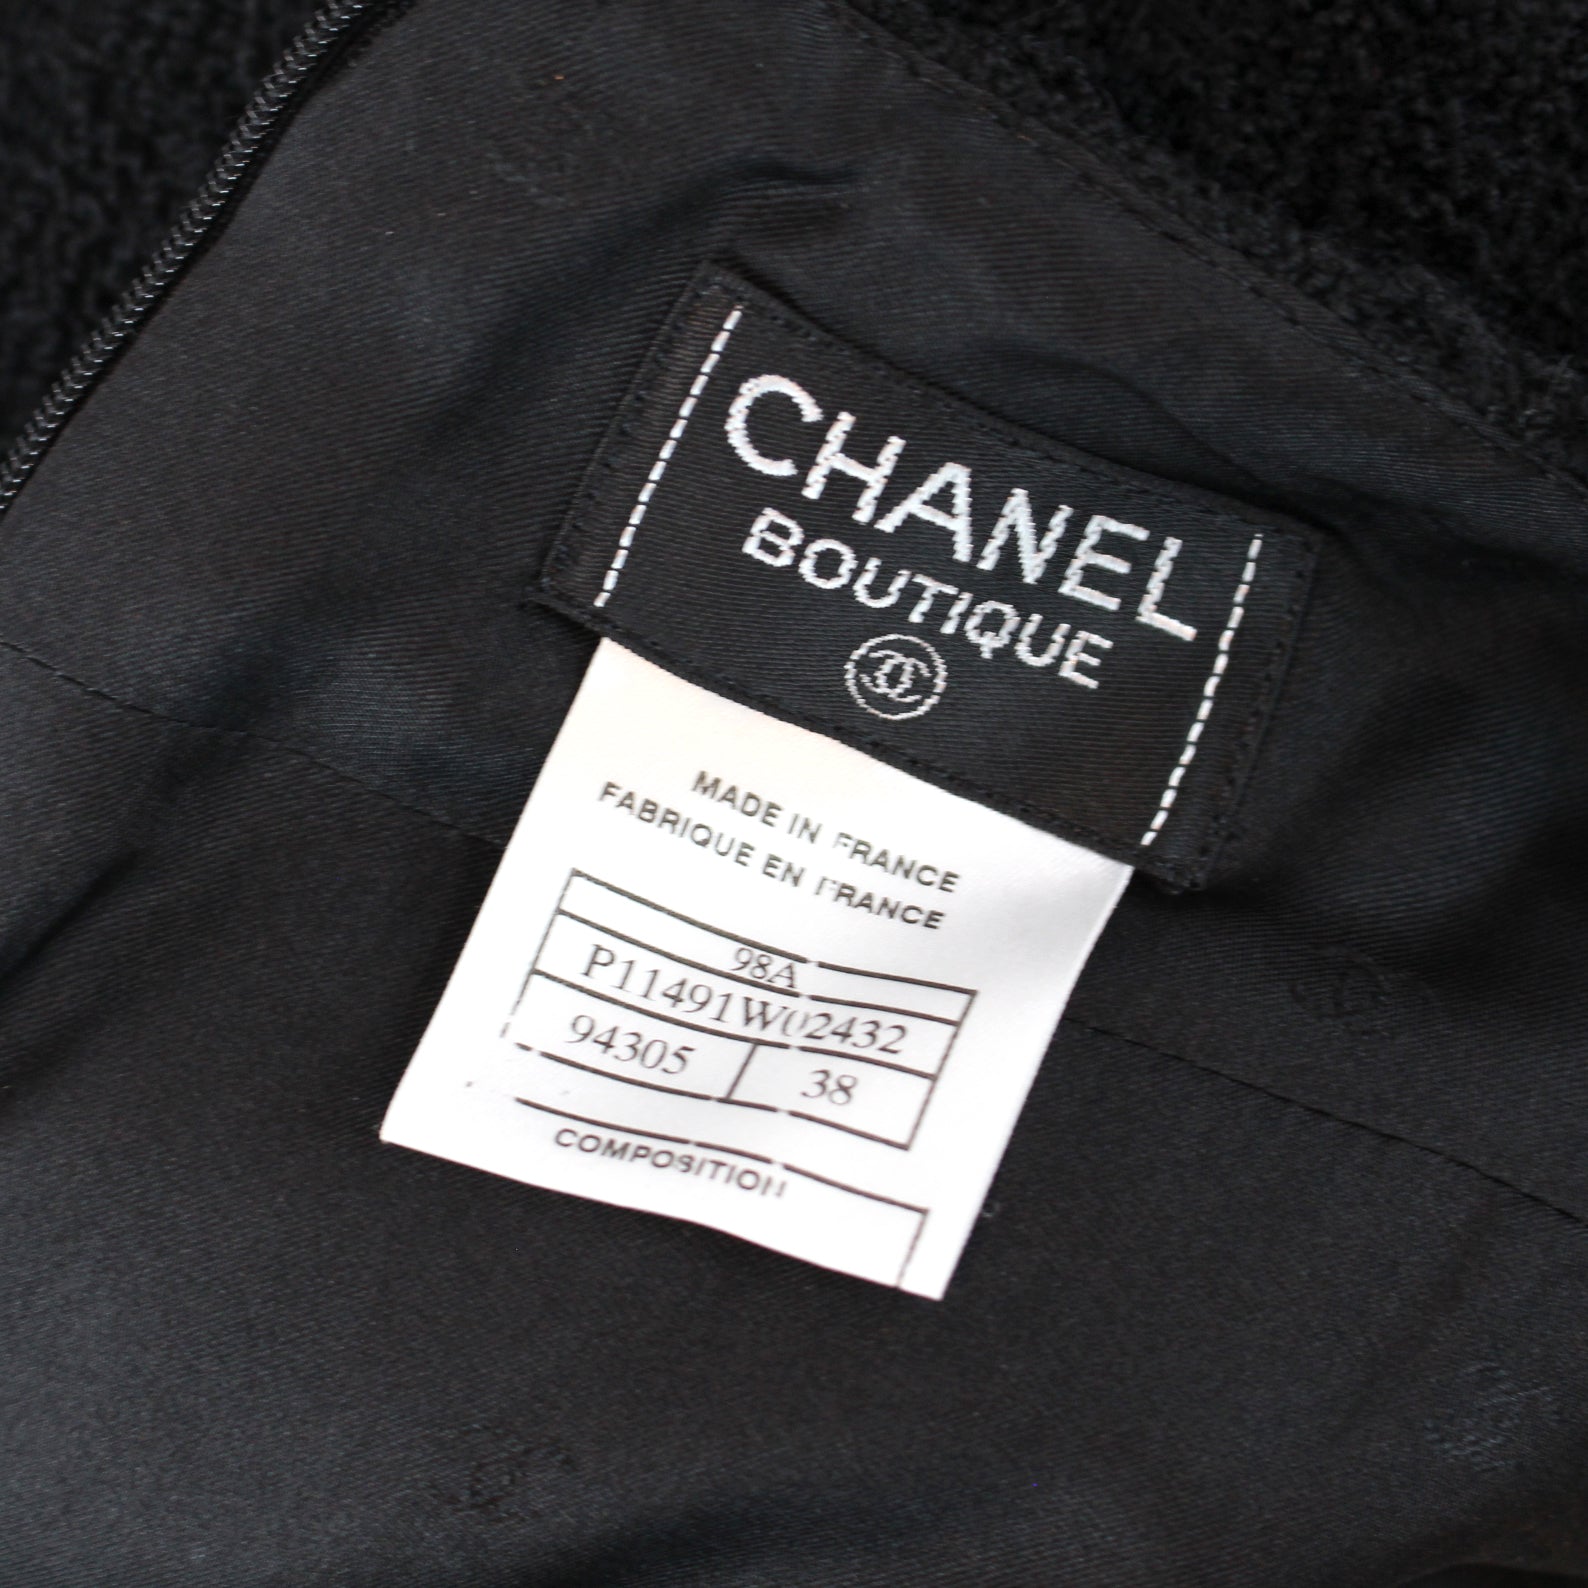 CHANEL
BOUTIQUE
MADE IN FRANCE
FABRIQUE EN FRANCE
98A
P11491W02432
94305 38
COMPOSITION